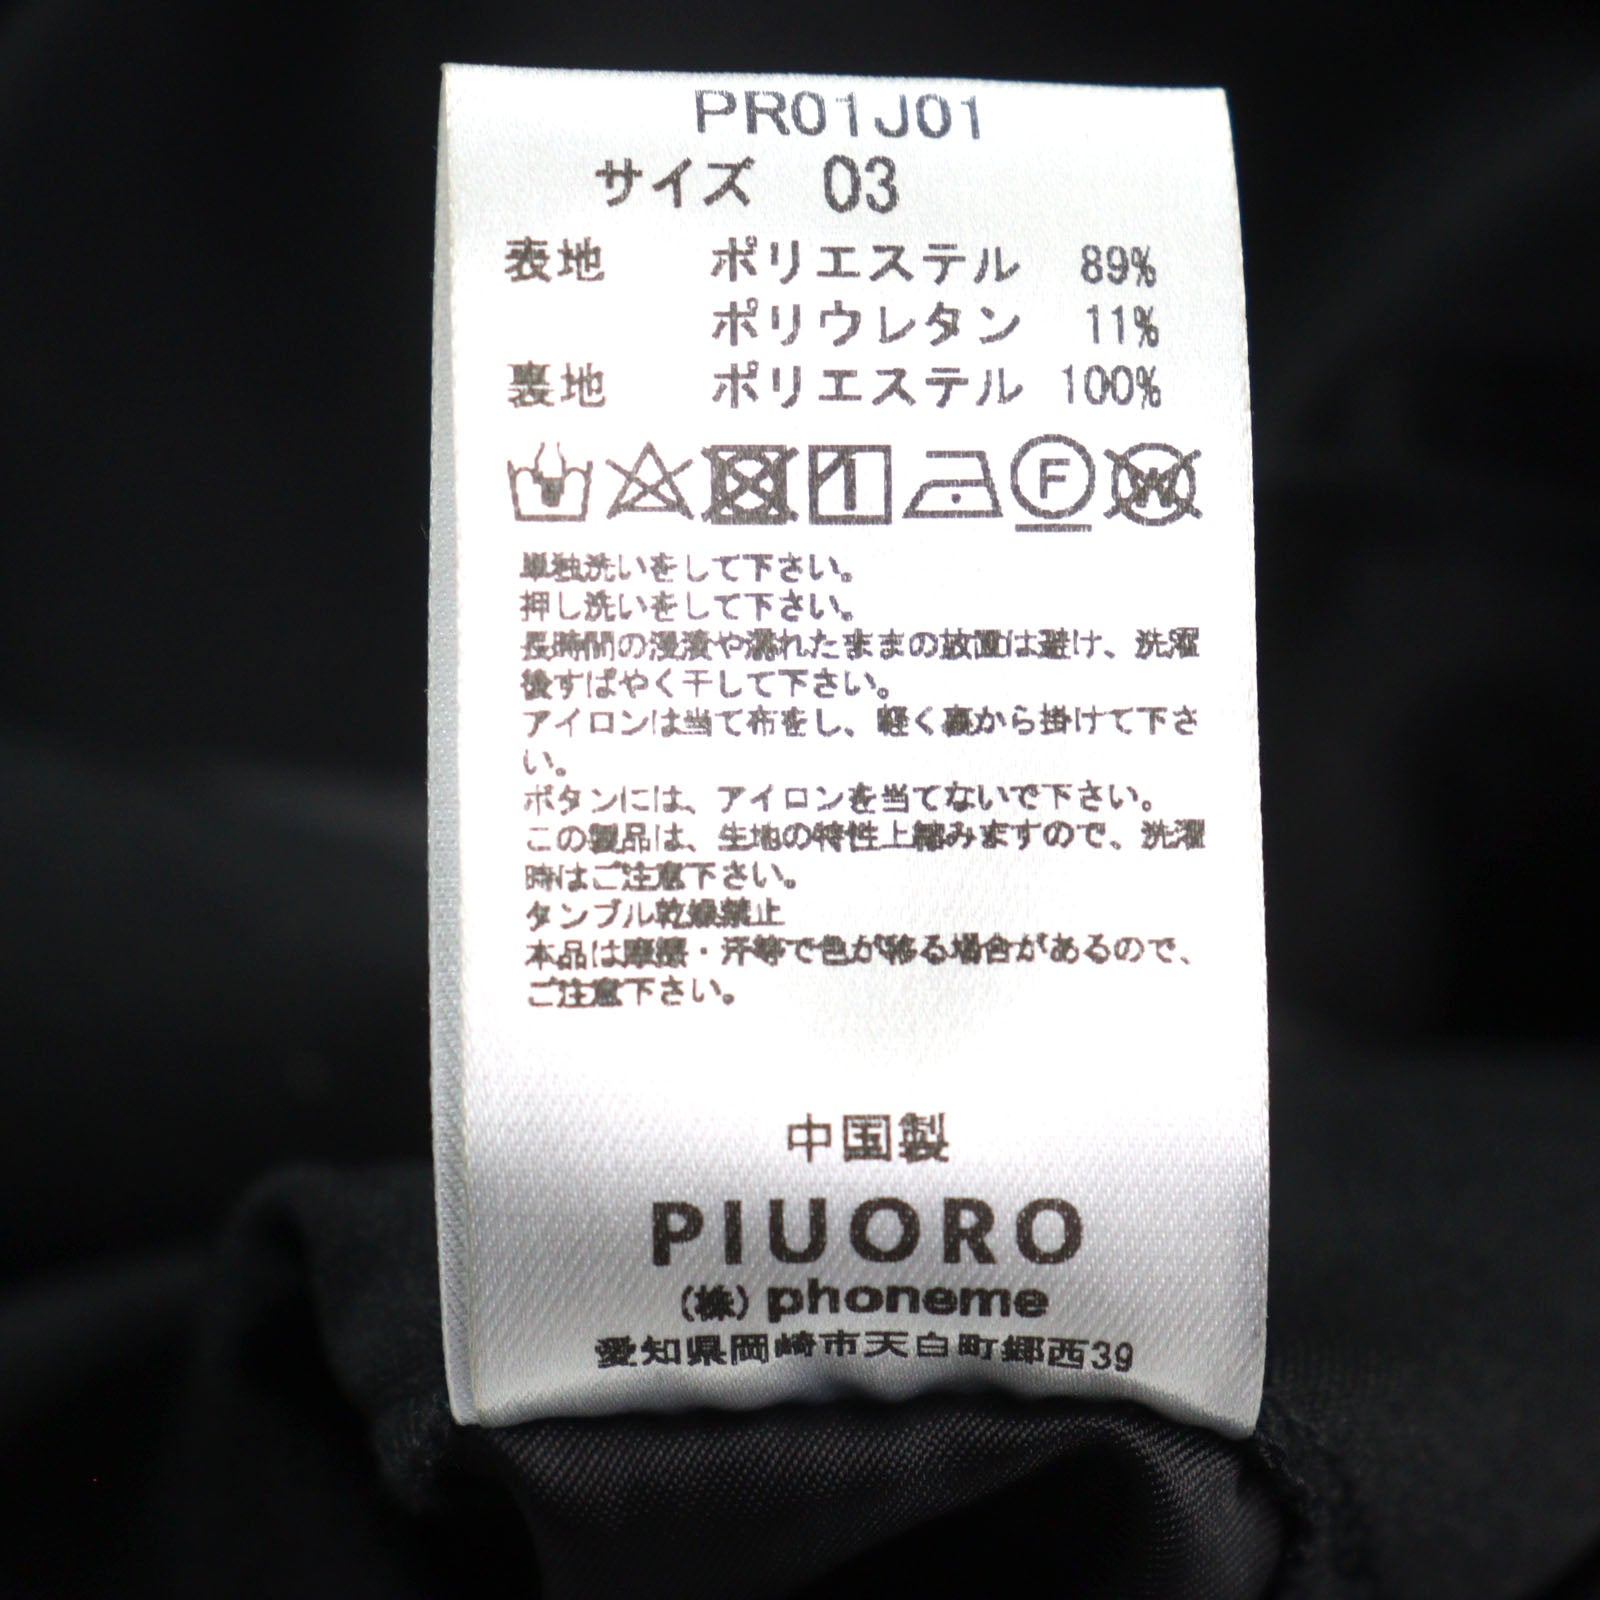 PR01J01
サイズ 03
表地 ポリエステル 89%
ポリウレタン 11%
裏地 ポリエステル 100%
F W
単独洗いをして下さい。
押し洗いをして下さい。
長時間の浸漬や濡れたままの放置は避け、洗濯
後すばやく干して下さい。
アイロンは当て布をし、軽く裏から掛けて下さ
い。
ボタンには、アイロンを当てないで下さい。
この製品は、生地の特性上縮みますので、洗濯
時はご注意下さい。
タンブル乾燥禁止
本品は摩擦・汗等で色が移る場合があるので、
ご注意下さい。
中国製
PIUORO
(株) phoneme
愛知県岡崎市天白町郷西39